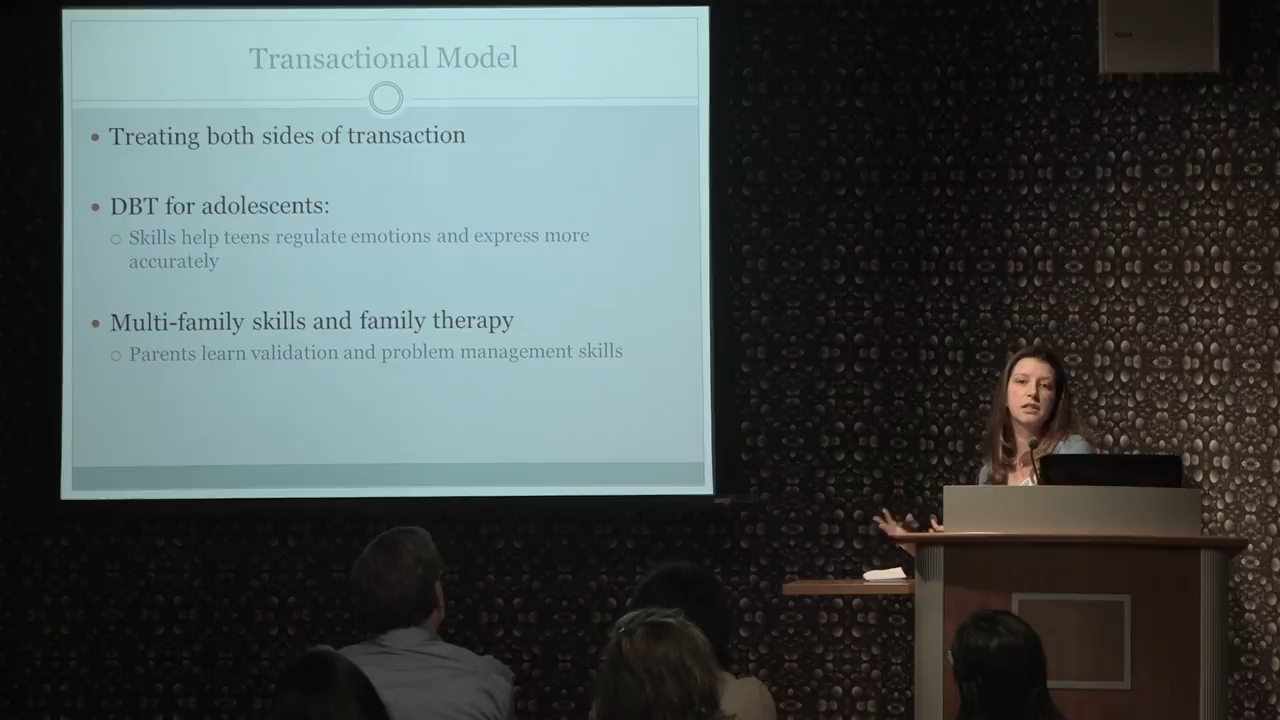 Transactional Model
• Treating both sides of transaction
• DBT for adolescents:
○ Skills help teens regulate emotions and express more
accurately
• Multi-family skills and family therapy
○ Parents learn validation and problem management skills